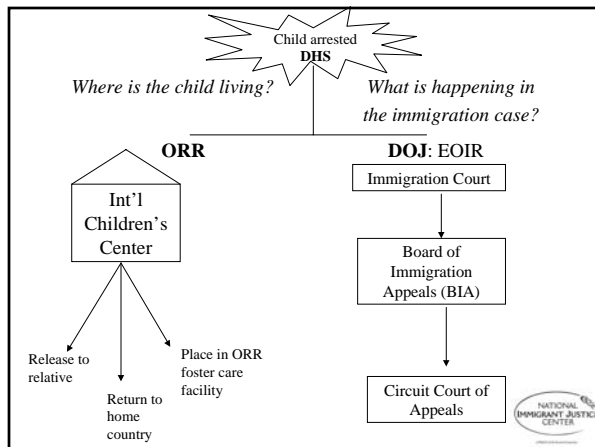 Child arrested
DHS
Where is the child living?
What is happening in
the immigration case?
ORR
DOJ: EOIR
Int'l
Children's
Center
Release to
relative
Return to
home
country
Place in ORR
foster care
facility
Immigration Court
Board of
Immigration
Appeals (BIA)
Circuit Court of
Appeals
NATIONAL
IMMIGRANT JUSTICE
CENTER